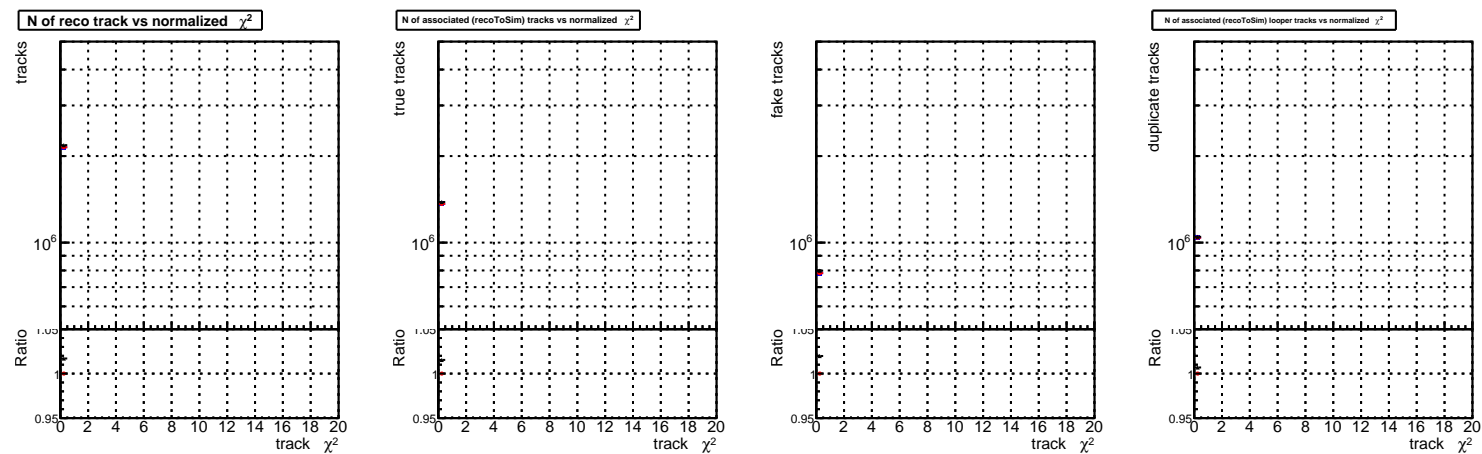 N of reco track vs normalized χ²
tracks
10⁶
Ratio
1.05
1
0.95
0 2 4 6 8 10 12 14 16 18 20
track χ²
N of associated (recoToSim) tracks vs normalized χ²
true tracks
10⁶
Ratio
1.05
1
0.95
0 2 4 6 8 10 12 14 16 18 20
track χ²
fake tracks
10⁶
Ratio
1.05
1
0.95
0 2 4 6 8 10 12 14 16 18 20
track χ²
N of associated (recoToSim) looper tracks vs normalized χ²
duplicate tracks
10⁶
Ratio
1.05
1
0.95
0 2 4 6 8 10 12 14 16 18 20
track χ²